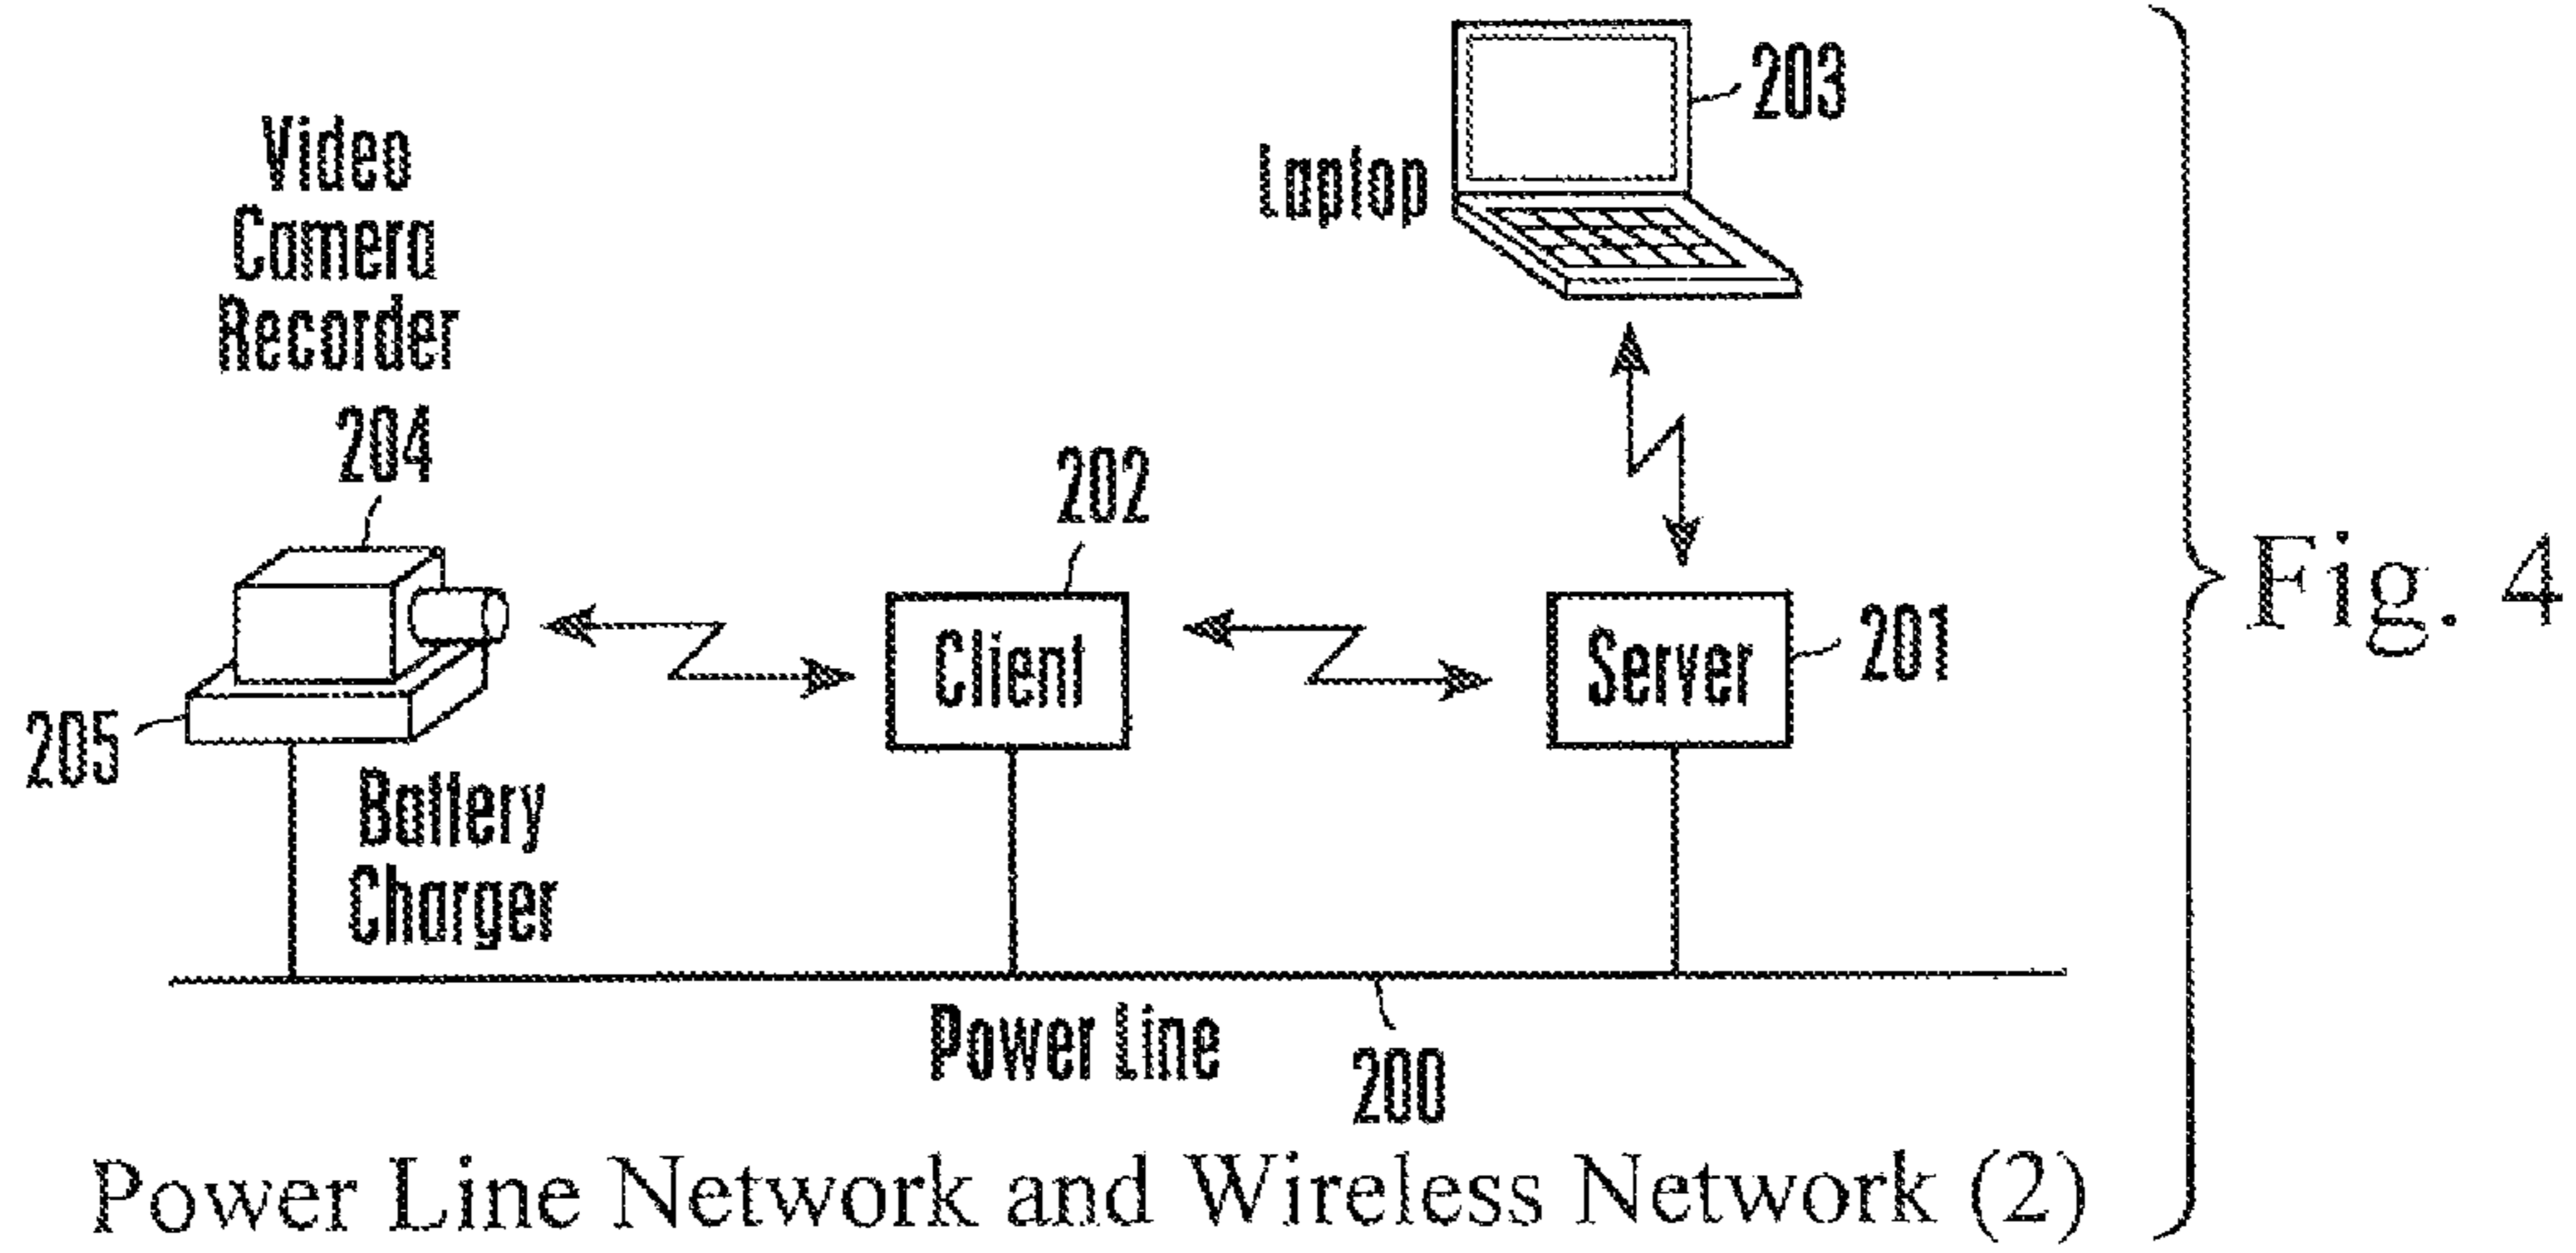 Video
Camera
Recorder
204
205
Battery
Charger
202
Client
Laptop
203
Server
201
Power Line
200
Power Line Network and Wireless Network (2)
Fig. 4